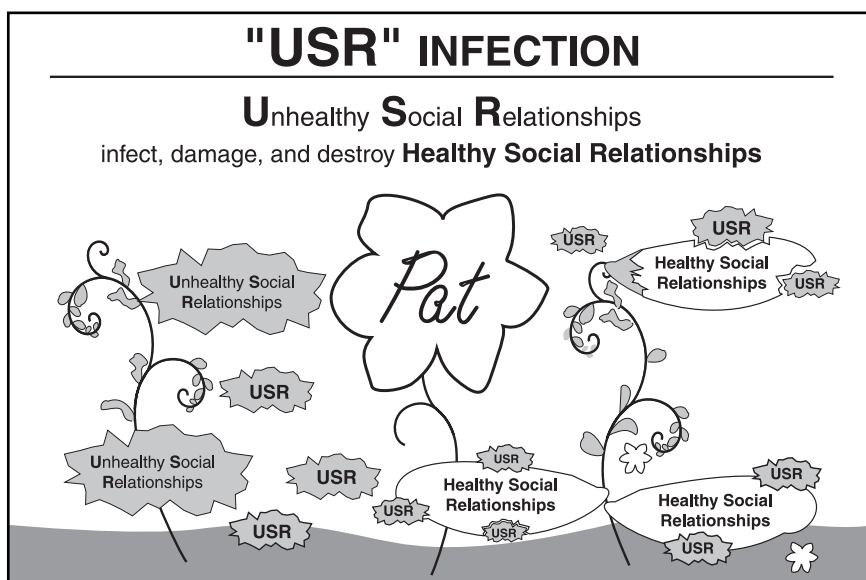 "USR" INFECTION
Unhealthy Social Relationships
infect, damage, and destroy Healthy Social Relationships
Unhealthy Social
Relationships
USR
Unhealthy Social
Relationships
USR
USR
Pat
USR
USR
Healthy Social
Relationships
USR
USR
Healthy Social
Relationships
USR
USR
USR
Healthy Social
Relationships
USR